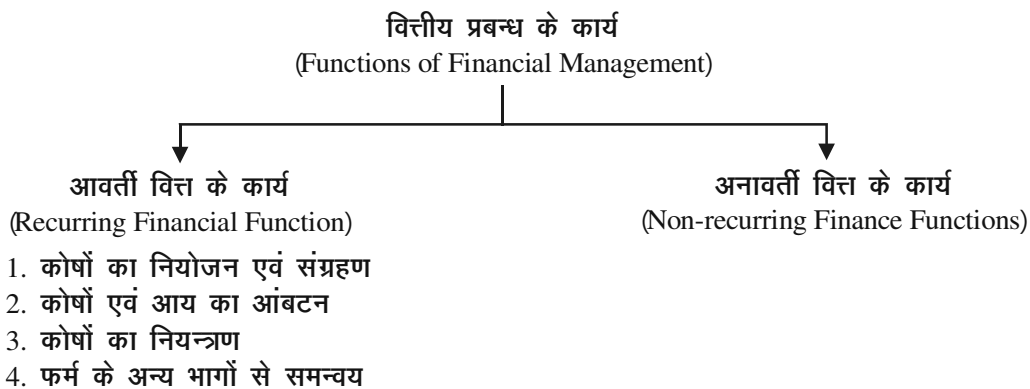 वित्तीय प्रबन्ध के कार्य
(Functions of Financial Management)
आवर्ती वित्त के कार्य
(Recurring Financial Function)
1. कोषों का नियोजन एवं संग्रहण
2. कोषों एवं आय का आंबटन
3. कोषों का नियन्त्रण
4. फर्म के अन्य भागों से समन्वय
अनावर्ती वित्त के कार्य
(Non-recurring Finance Functions)